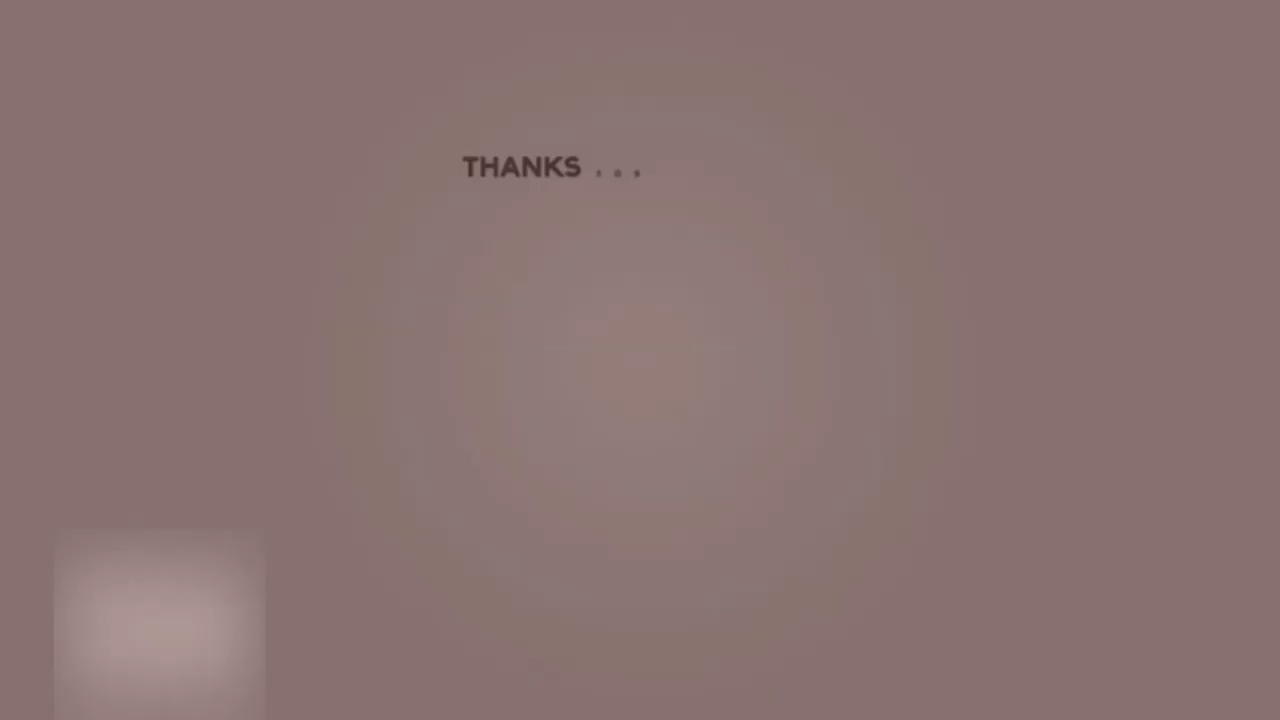 THANKS . . .